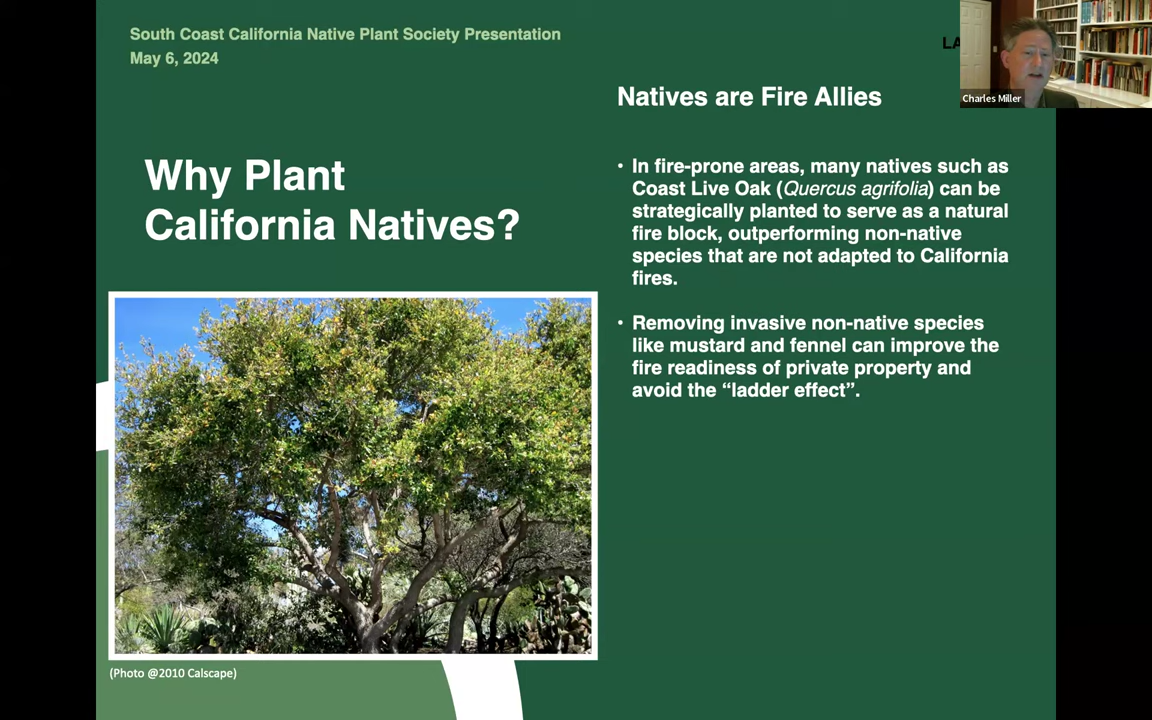 South Coast California Native Plant Society Presentation
May 6, 2024
LA
Charles Miller
Natives are Fire Allies
Why Plant
California Natives?
• In fire-prone areas, many natives such as
Coast Live Oak (Quercus agrifolia) can be
strategically planted to serve as a natural
fire block, outperforming non-native
species that are not adapted to California
fires.
• Removing invasive non-native species
like mustard and fennel can improve the
fire readiness of private property and
avoid the “ladder effect”.
(Photo @2010 Calscape)